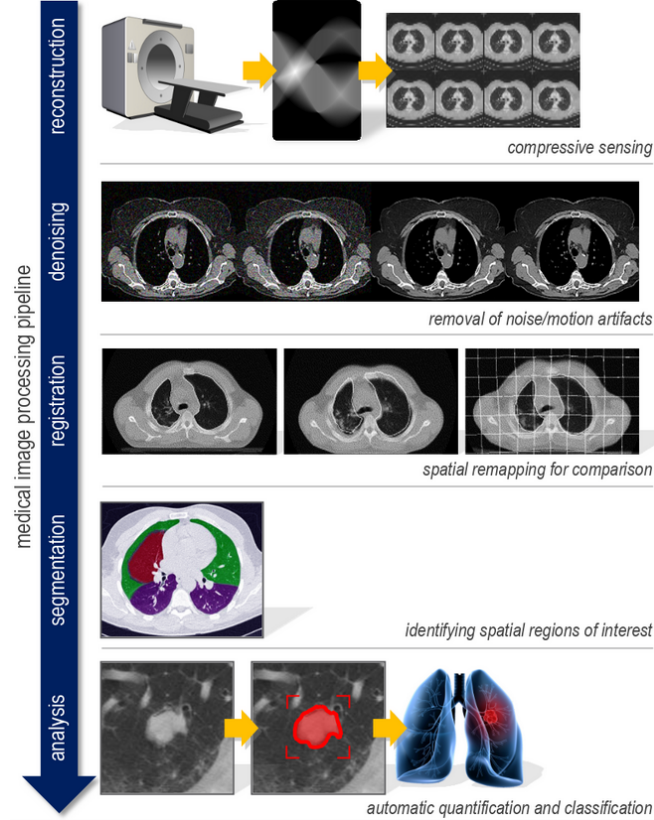 medical image processing pipeline
reconstruction
compressive sensing
denoising
removal of noise/motion artifacts
registration
spatial remapping for comparison
segmentation
identifying spatial regions of interest
analysis
automatic quantification and classification